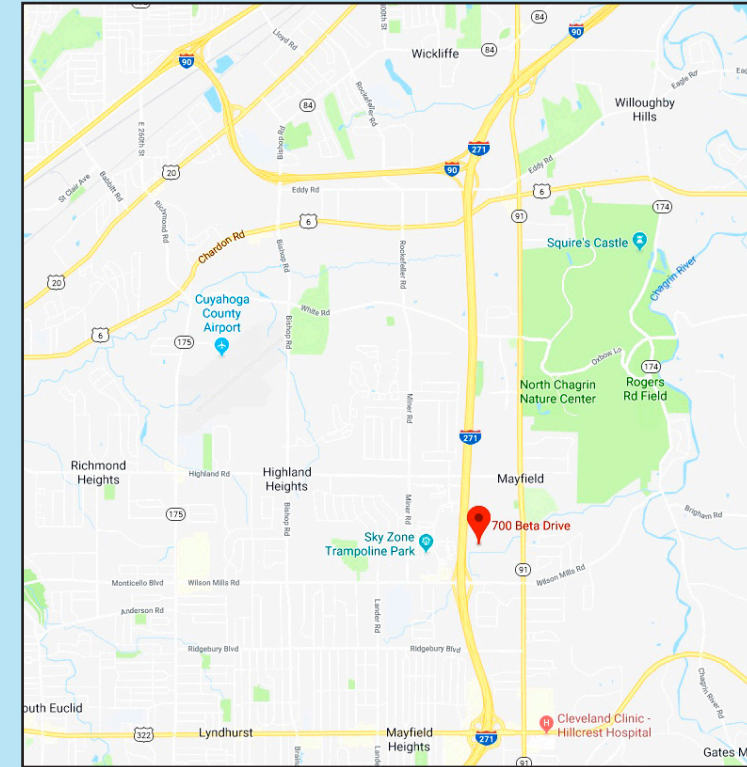 84
Lloyd Rd
100th St
90
Wickliffe
84
90
Eagle Rd
84
Rockefeller Rd
Willoughby
Hills
E 260th St
Bishop Rd
271
90
Eddy Rd
20
St Clair Ave
Babbitt Rd
Eddy Rd
6
Richmond Rd
174
91
6
Chardon Rd
Squire's Castle
Bishop Rd
Rockefeller Rd
Chagrin River
20
Cuyahoga
County
Airport
White Rd
6
175
Bishop Rd
Oxbow Ln
174
North Chagrin
Nature Center
Rogers
Rd Field
Miner Rd
271
Richmond
Heights
Highland Rd
Highland
Heights
Mayfield
175
Bishop Rd
Miner Rd
700 Beta Drive
Brigham Rd
Sky Zone
Trampoline Park
91
Wilson Mills Rd
Monticello Blvd
Wilson Mills Rd
Anderson Rd
Lander Rd
Ridgebury Blvd
Ridgebury Blvd
Chagrin River Rd
outh Euclid
Cleveland Clinic -
Hillcrest Hospital
322
Lyndhurst
Mayfield
Heights
271
Gates M
91